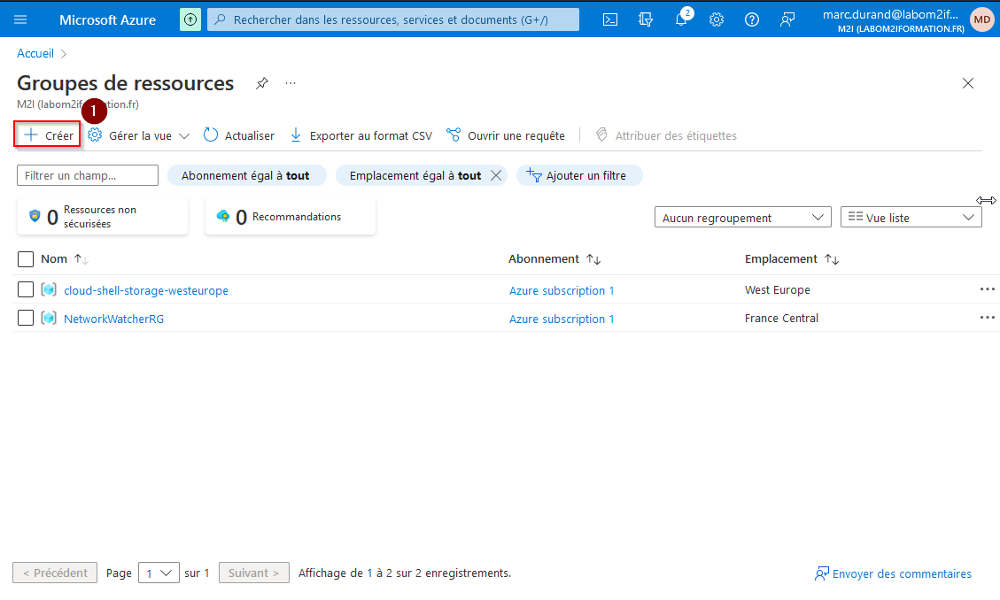 Microsoft Azure
Rechercher dans les ressources, services et documents (G+/)
2
marc.durand@labom2if...
M2I (LABOM2IFORMATION.FR)
MD
Accueil
Groupes de ressources
...
M2I (labom2if tion.fr)
1
Créer
Gérer la vue
Actualiser
Exporter au format CSV
Ouvrir une requête
Attribuer des étiquettes
Filtrer un champ...
Abonnement égal à tout
Emplacement égal à tout
Ajouter un filtre
0
Ressources non
sécurisées
0 Recommandations
Aucun regroupement
Vue liste
Nom
Abonnement
Emplacement
cloud-shell-storage-westeurope
Azure subscription 1
West Europe
NetworkWatcherRG
Azure subscription 1
France Central
< Précédent
Page
1
sur 1
Suivant >
Affichage de 1 à 2 sur 2 enregistrements.
Envoyer des commentaires